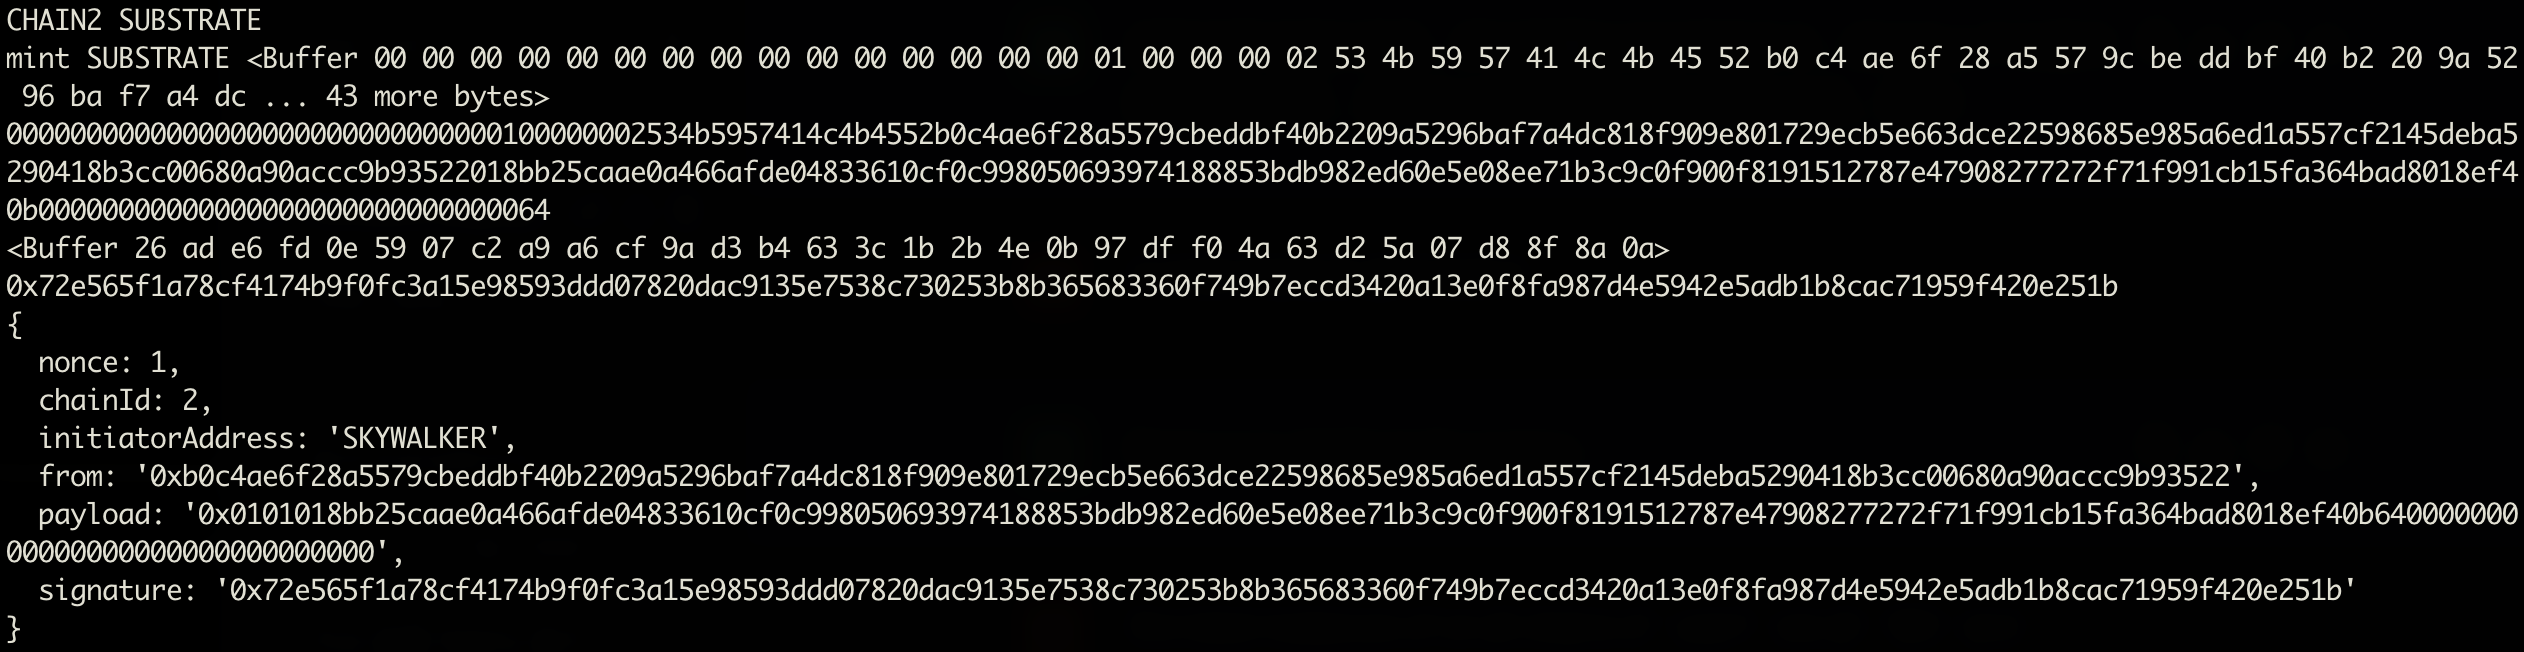 CHAIN2 SUBSTRATE
mint SUBSTRATE <Buffer 00 00 00 00 00 00 00 00 00 00 00 00 00 00 00 01 00 00 00 02 53 4b 59 57 41 4c 4b 45 52 b0 c4 ae 6f 28 a5 57 9c be dd bf 40 b2 20 9a 52
96 ba f7 a4 dc ... 43 more bytes>
0000000000000000000000000000000100000002534b5957414c4b4552b0c4ae6f28a5579cbeddbf40b2209a5296baf7a4dc818f909e801729ecb5e663dce22598685e985a6ed1a557cf2145deba5
290418b3cc00680a90accc9b93522018bb25caae0a466afde04833610cf0c998050693974188853bdb982ed60e5e08ee71b3c9c0f900f8191512787e47908277272f71f991cb15fa364bad8018ef4
0b00000000000000000000000000000064
<Buffer 26 ad e6 fd 0e 59 07 c2 a9 a6 cf 9a d3 b4 63 3c 1b 2b 4e 0b 97 df f0 4a 63 d2 5a 07 d8 8f 8a 0a>
0x72e565f1a78cf4174b9f0fc3a15e98593ddd07820dac9135e7538c730253b8b365683360f749b7eccd3420a13e0f8fa987d4e5942e5adb1b8cac71959f420e251b
{
nonce: 1,
chainId: 2,
initiatorAddress: 'SKYWALKER',
from: '0xb0c4ae6f28a5579cbeddbf40b2209a5296baf7a4dc818f909e801729ecb5e663dce22598685e985a6ed1a557cf2145deba5290418b3cc00680a90accc9b93522',
payload: '0x0101018bb25caae0a466afde04833610cf0c998050693974188853bdb982ed60e5e08ee71b3c9c0f900f8191512787e47908277272f71f991cb15fa364bad8018ef40b640000000
00000000000000000000000',
signature: '0x72e565f1a78cf4174b9f0fc3a15e98593ddd07820dac9135e7538c730253b8b365683360f749b7eccd3420a13e0f8fa987d4e5942e5adb1b8cac71959f420e251b'
}